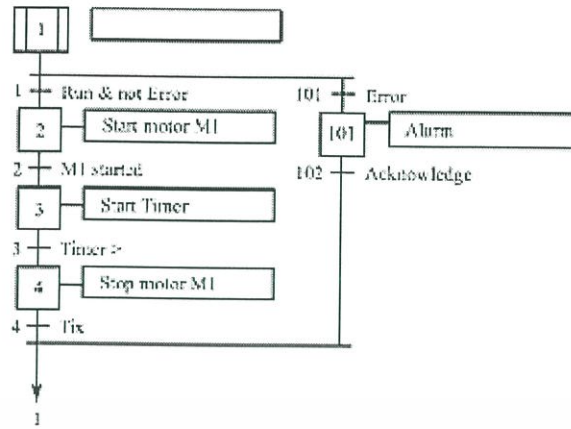 1
1 Run & not Error
2 Start motor M1
2 M1 started
3 Start Timer
3 Timer >
4 Stop motor M1
4 Tix
1
101 Error
101 Alarm
102 Acknowledge